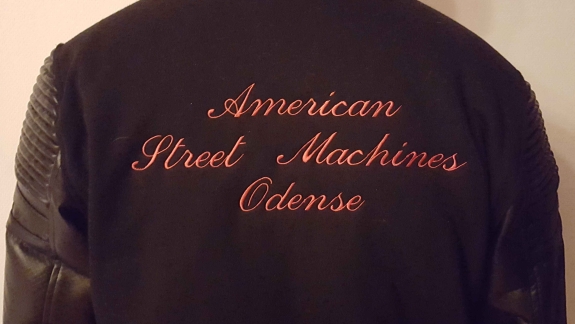 American
Street Machines
Odense